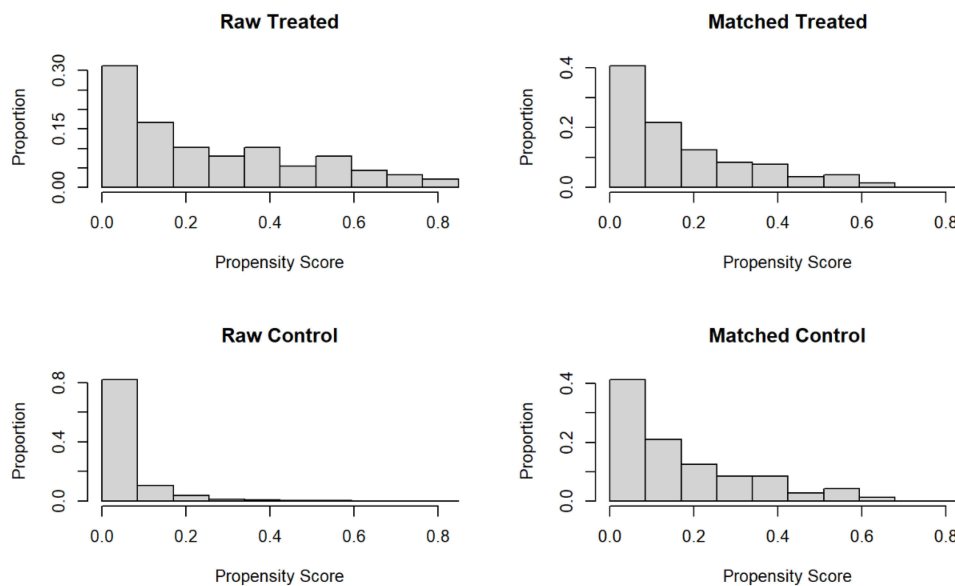 Raw Treated
Proportion
0.00 0.15 0.30
0.0 0.2 0.4 0.6 0.8
Propensity Score
Matched Treated
Proportion
0.0 0.2 0.4
0.0 0.2 0.4 0.6 0.8
Propensity Score
Raw Control
Proportion
0.0 0.4 0.8
0.0 0.2 0.4 0.6 0.8
Propensity Score
Matched Control
Proportion
0.0 0.2 0.4
0.0 0.2 0.4 0.6 0.8
Propensity Score